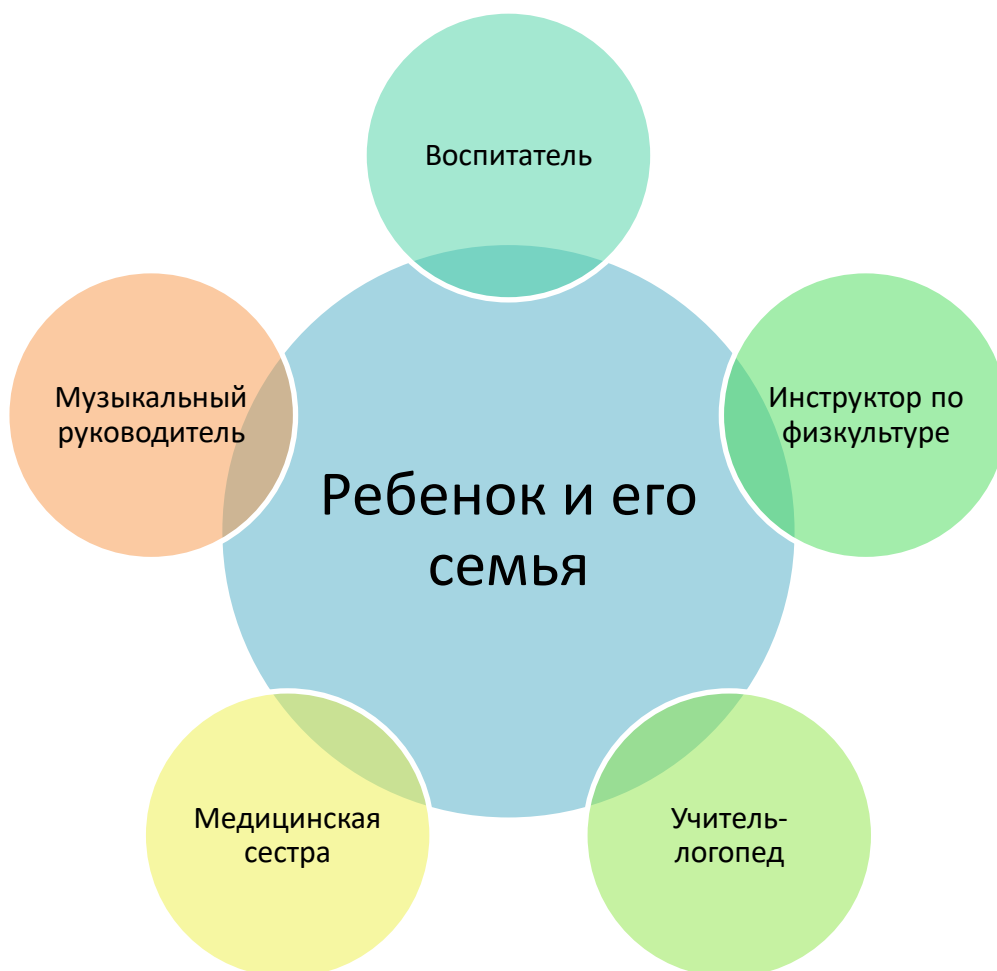 Воспитатель
Музыкальный
руководитель
Инструктор по
физкультуре
Ребенок и его
семья
Медицинская
сестра
Учитель-
логопед